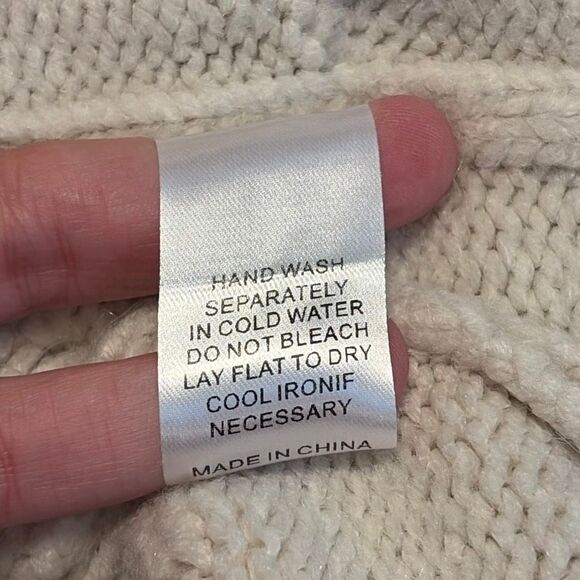 HAND WASH
SEPARATELY
IN COLD WATER
DO NOT BLEACH
LAY FLAT TO DRY
COOL IRONIF
NECESSARY
MADE IN CHINA